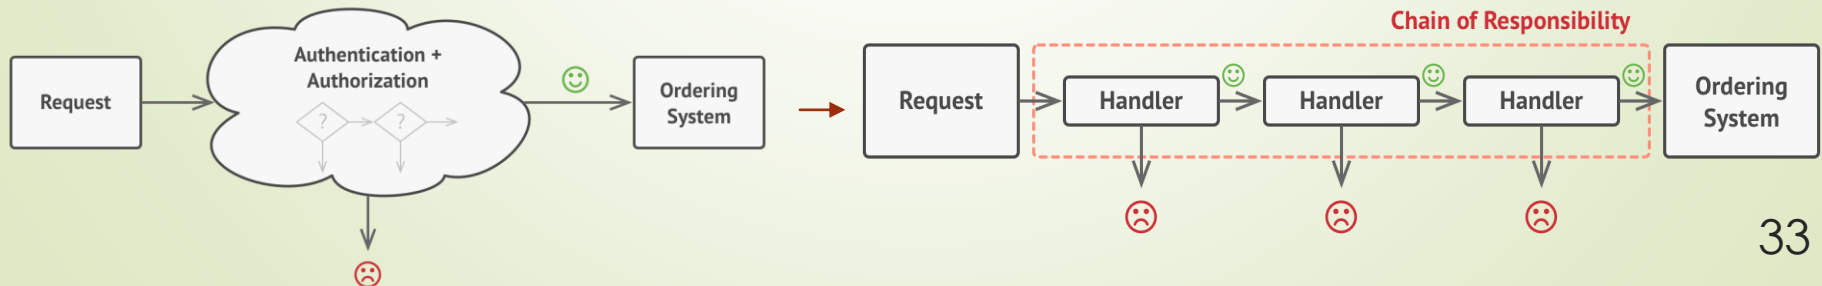 Request
Authentication +
Authorization
?
?
Ordering
System
Chain of Responsibility
Request
Handler
Handler
Handler
Ordering
System
33